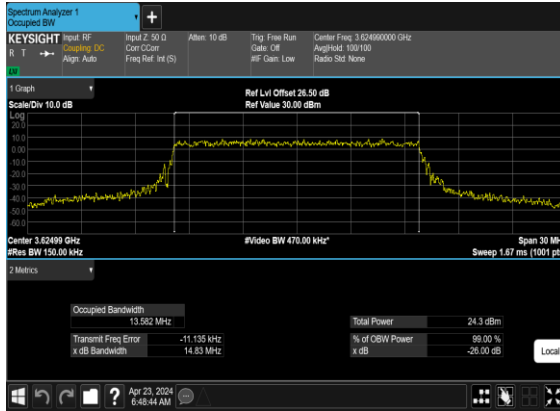 Spectrum Analyzer 1
Occupied BW
KEYSIGHT
R T
LW
Input: RF
Coupling: DC
Align: Auto
Input Z: 50 Ω
Corr CCorr
Freq Ref: Int (S)
Atten: 10 dB
Trig: Free Run
Gate: Off
#IF Gain: Low
Center Freq: 3.624990000 GHz
Avg|Hold: 100/100
Radio Std: None
1 Graph
Scale/Div 10.0 dB
Ref Lvl Offset 26.50 dB
Ref Value 30.00 dBm
Log
20.0
10.0
0.00
-10.0
-20.0
-30.0
-40.0
-50.0
-60.0
Center 3.62499 GHz
#Res BW 150.00 kHz
#Video BW 470.00 kHz*
Span 30 MH
Sweep 1.67 ms (1001 pt
2 Metrics
Occupied Bandwidth
13.582 MHz
Total Power 24.3 dBm
Transmit Freq Error -11.135 kHz
% of OBW Power 99.00 %
x dB Bandwidth 14.83 MHz
x dB -26.00 dB
Local
?
Apr 23, 2024
6:48:44 AM